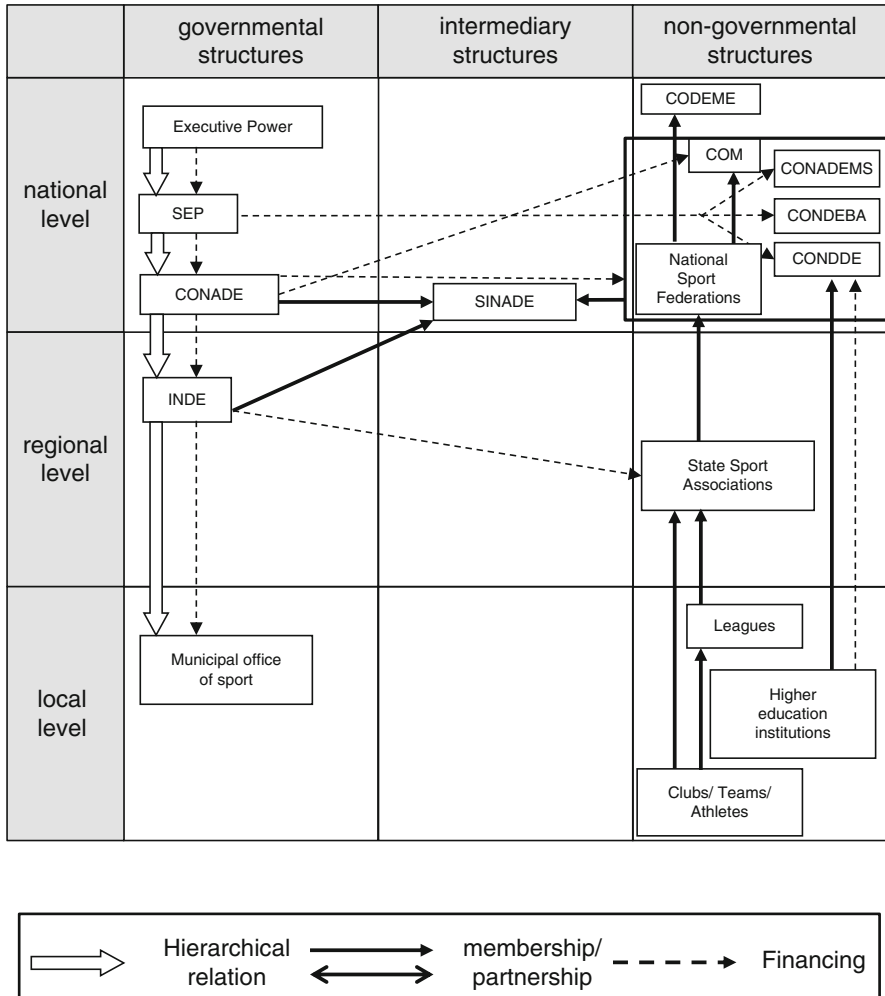 governmental
structures
intermediary
structures
non-governmental
structures
national
level
Executive Power
SEP
CONADE
SINADE
CODEME
COM
CONADEMS
CONDEBA
CONDDE
National
Sport
Federations
regional
level
INDE
State Sport
Associations
local
level
Municipal office
of sport
Leagues
Higher
education
institutions
Clubs/ Teams/
Athletes
Hierarchical
relation
membership/
partnership
Financing